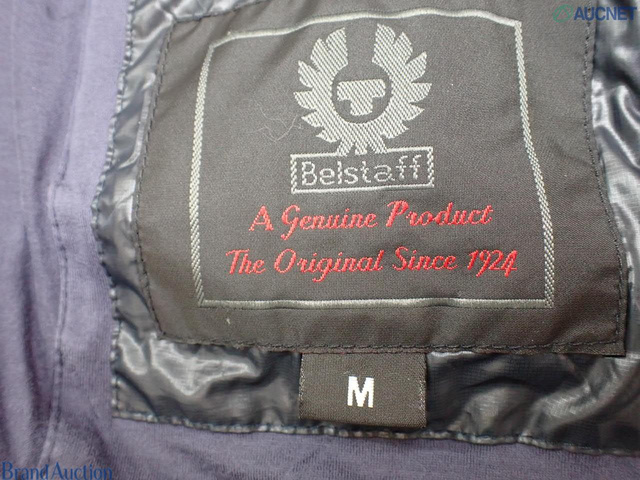 AUCNET
Belstaff
A Genuine Product
The Original Since 1924
M
Brand Auction